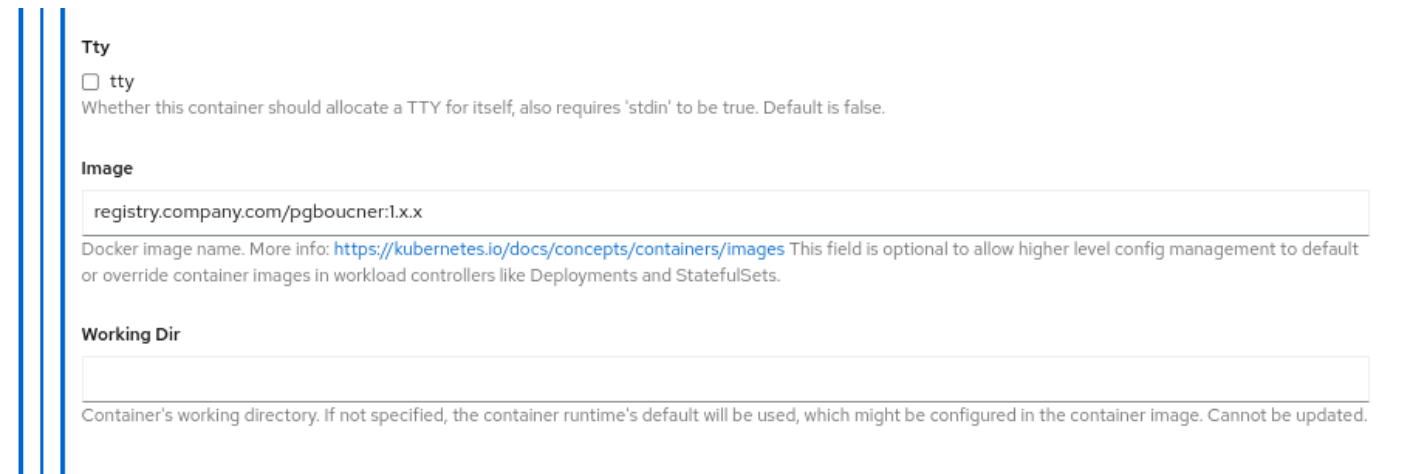 Tty
tty
Whether this container should allocate a TTY for itself, also requires 'stdin' to be true. Default is false.
Image
registry.company.com/pgboucner:1.x.x
Docker image name. More info: https://kubernetes.io/docs/concepts/containers/images This field is optional to allow higher level config management to default
or override container images in workload controllers like Deployments and StatefulSets.
Working Dir
Container's working directory. If not specified, the container runtime's default will be used, which might be configured in the container image. Cannot be updated.